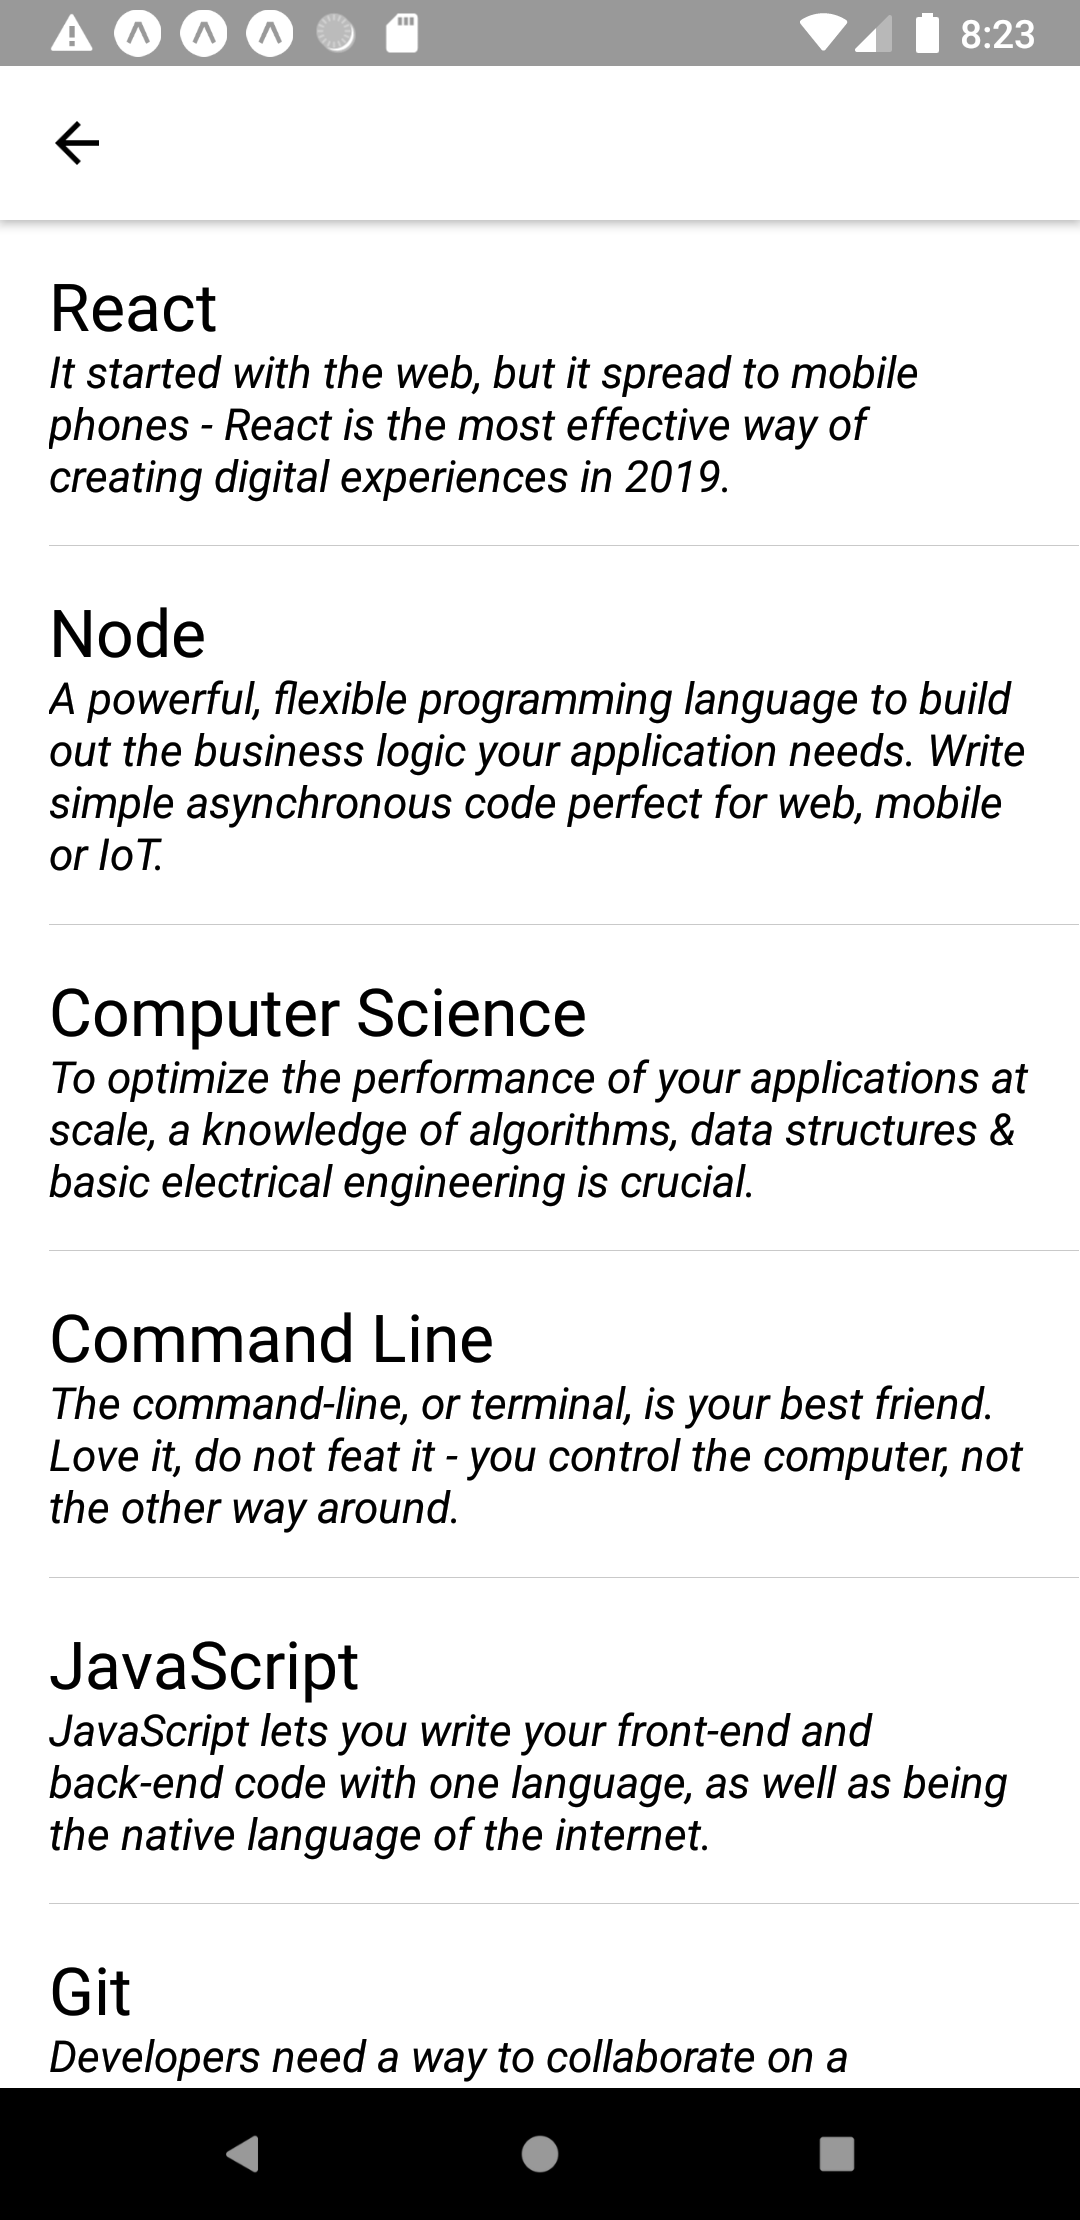 8:23
React
It started with the web, but it spread to mobile
phones - React is the most effective way of
creating digital experiences in 2019.
Node
A powerful, flexible programming language to build
out the business logic your application needs. Write
simple asynchronous code perfect for web, mobile
or IoT.
Computer Science
To optimize the performance of your applications at
scale, a knowledge of algorithms, data structures &
basic electrical engineering is crucial.
Command Line
The command-line, or terminal, is your best friend.
Love it, do not feat it - you control the computer, not
the other way around.
JavaScript
JavaScript lets you write your front-end and
back-end code with one language, as well as being
the native language of the internet.
Git
Developers need a way to collaborate on a